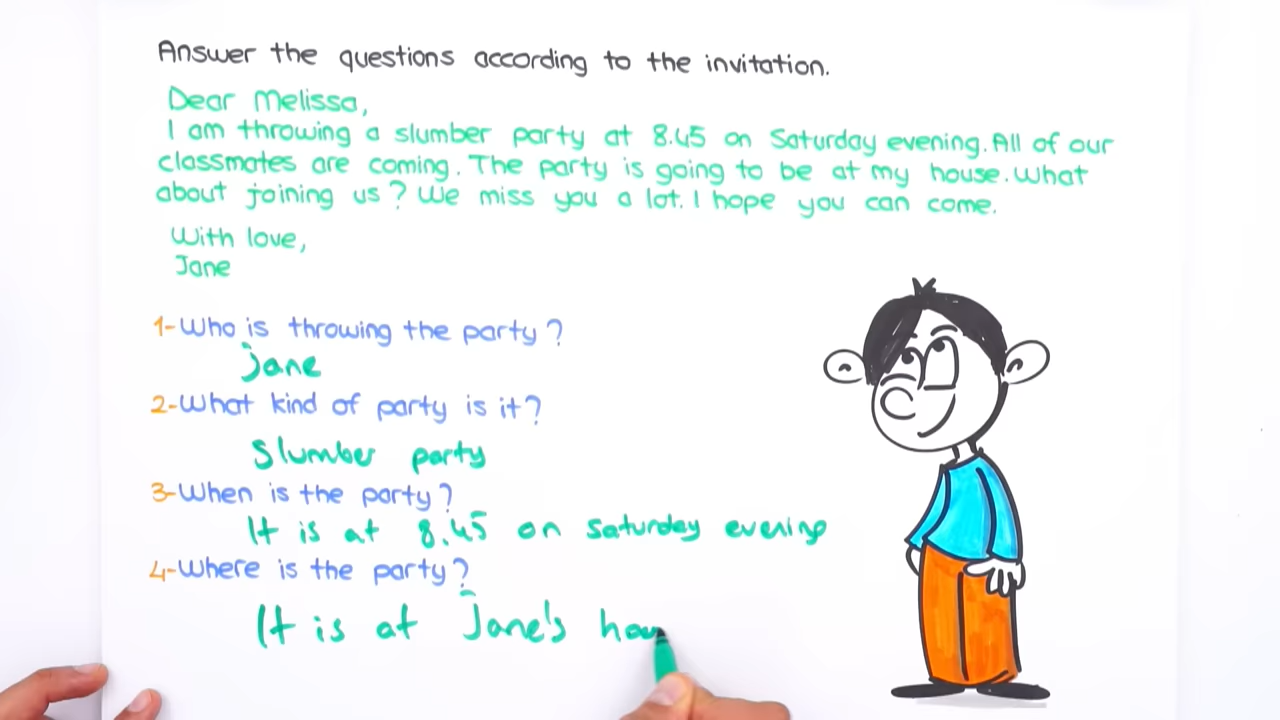 Answer the questions according to the invitation.
Dear Melissa,
I am throwing a slumber party at 8.45 on Saturday evening. All of our
classmates are coming. The party is going to be at my house. What
about joining us? We miss you a lot. I hope you can come.
With love,
Jane
1-Who is throwing the party?
Jane
2-What kind of party is it?
Slumber party
3-When is the party?
It is at 8.45 on Saturday evening
4-Where is the party?
It is at Jane's hou